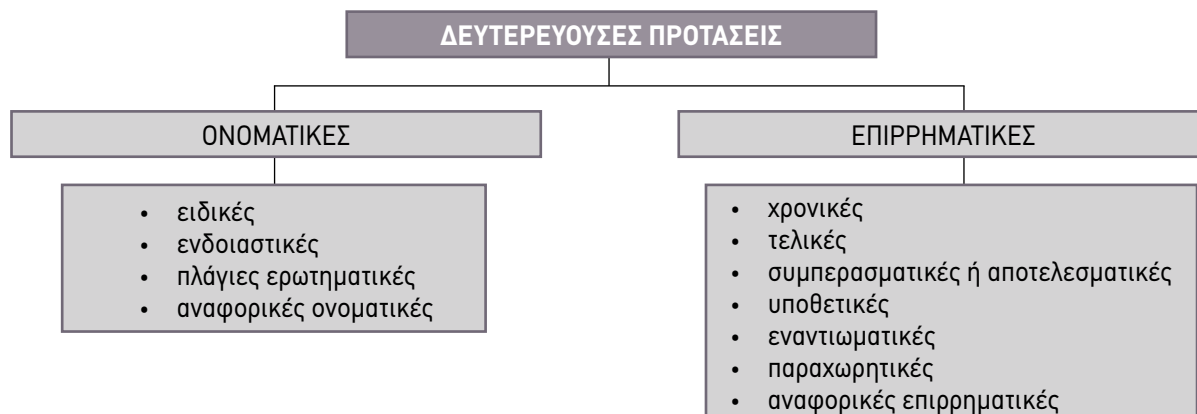 ΔΕΥΤΕΡΕΥΟΥΣΕΣ ΠΡΟΤΑΣΕΙΣ
ΟΝΟΜΑΤΙΚΕΣ
• ειδικές
• ενδοιαστικές
• πλάγιες ερωτηματικές
• αναφορικές ονοματικές
ΕΠΙΡΡΗΜΑΤΙΚΕΣ
• χρονικές
• τελικές
• συμπερασματικές ή αποτελεσματικές
• υποθετικές
• εναντιωματικές
• παραχωρητικές
• αναφορικές επιρρηματικές